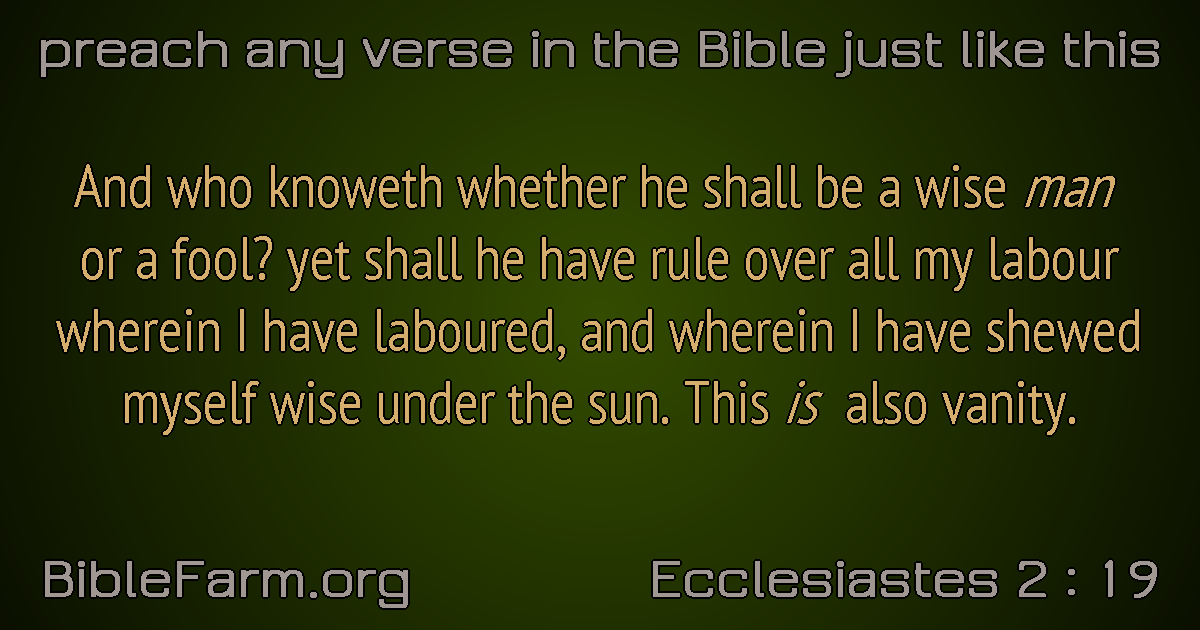 preach any verse in the Bible just like this
And who knoweth whether he shall be a wise man
or a fool? yet shall he have rule over all my labour
wherein I have laboured, and wherein I have shewed
myself wise under the sun. This is also vanity.
BibleFarm.org
Ecclesiastes 2 : 19